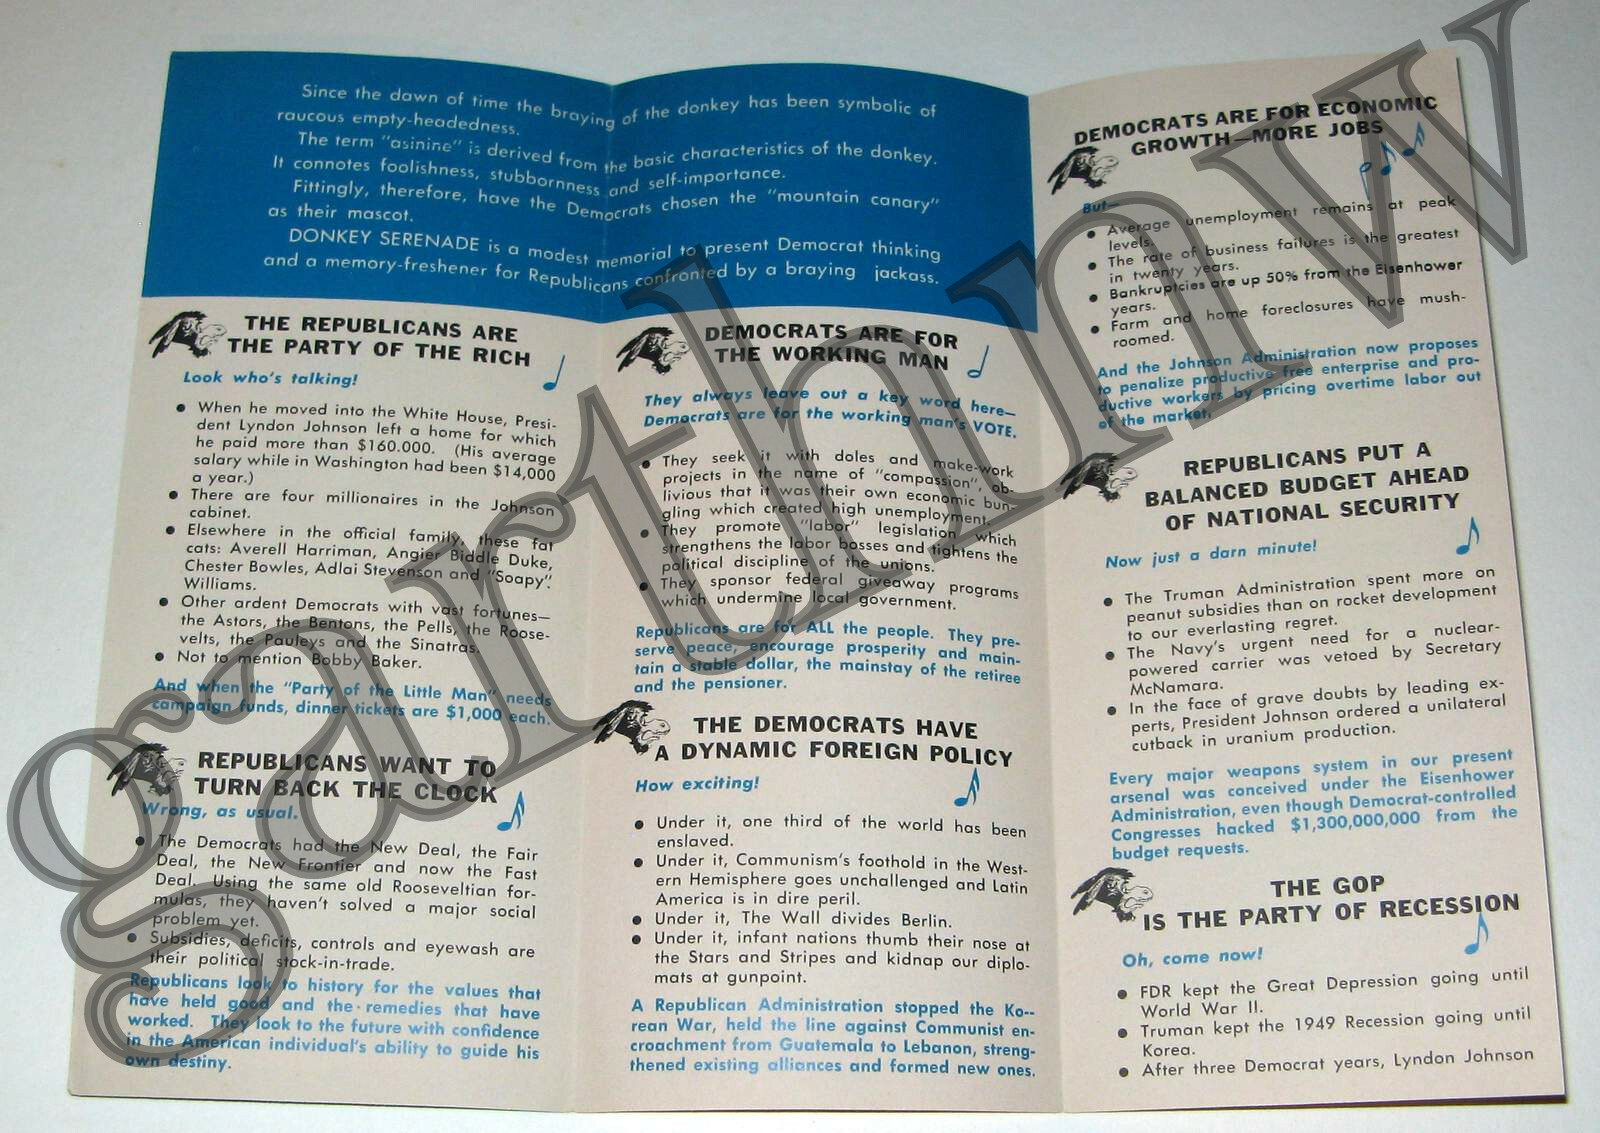 Since the dawn of time the braying of the donkey has been symbolic of
raucous empty-headedness.
The term "asinine" is derived from the basic characteristics of the donkey.
It connotes foolishness, stubbornness and self-importance.
Fittingly, therefore, have the Democrats chosen the "mountain canary"
as their mascot.
DONKEY SERENADE is a modest memorial to present Democrat thinking
and a memory-freshener for Republicans confronted by a braying jackass.
THE REPUBLICANS ARE
THE PARTY OF THE RICH
Look who's talking!
• When he moved into the White House, Presi-
dent Lyndon Johnson left a home for which
he paid more than $160.000. (His average
salary while in Washington had been $14,000
a year.)
• There are four millionaires in the Johnson
cabinet.
• Elsewhere in the official family, these fat
cats: Averell Harriman, Angier Biddle Duke,
Chester Bowles, Adlai Stevenson and "Soapy".
Williams.
• Other ardent Democrats with vast fortunes—
the Astors, the Bentons, the Pells, the Roose-
velts, the Pauleys and the Sinatras.
• Not to mention Bobby Baker.
And when the "Party of the Little Man" needs
campaign funds, dinner tickets are $1,000 each.
REPUBLICANS WANT TO
TURN BACK THE CLOCK
Wrong, as usual.
• The Democrats had the New Deal, the Fair
Deal, the New Frontier and now the Fast
Deal. Using the same old Rooseveltian for-
mulas, they haven't solved a major social
problem yet.
• Subsidies, deficits, controls and eyewash are
their political stock-in-trade.
Republicans look to history for the values that
have held good and the remedies that have
worked. They look to the future with confidence
in the American individual's ability to guide his
own destiny.
DEMOCRATS ARE FOR
THE WORKING MAN
They always leave out a key word here—
Democrats are for the working man's VOTE.
• They seek it with doles and make-work
projects in the name of "compassion", ob-
livious that it was their own economic bun-
gling which created high unemployment.
• They promote "labor" legislation which
strengthens the labor bosses and tightens the
political discipline of the unions.
• They sponsor federal giveaway programs
which undermine local government.
Republicans are for ALL the people. They pre-
serve peace, encourage prosperity and main-
tain a stable dollar, the mainstay of the retiree
and the pensioner.
THE DEMOCRATS HAVE
A DYNAMIC FOREIGN POLICY
How exciting!
• Under it, one third of the world has been
enslaved.
• Under it, Communism's foothold in the West-
ern Hemisphere goes unchallenged and Latin
America is in dire peril.
• Under it, The Wall divides Berlin.
• Under it, infant nations thumb their nose at
the Stars and Stripes and kidnap our diplo-
mats at gunpoint.
A Republican Administration stopped the Ko-
rean War, held the line against Communist en-
croachment from Guatemala to Lebanon, streng-
thened existing alliances and formed new ones.
DEMOCRATS ARE FOR ECONOMIC
GROWTH—MORE JOBS
But—
• Average unemployment remains at peak
levels.
• The rate of business failures is the greatest
in twenty years.
• Bankruptcies are up 50% from the Eisenhower
years.
• Farm and home foreclosures have mush-
roomed.
And the Johnson Administration now proposes
to penalize productive free enterprise and pro-
ductive workers by pricing overtime labor out
of the market.
REPUBLICANS PUT A
BALANCED BUDGET AHEAD
OF NATIONAL SECURITY
Now just a darn minute!
• The Truman Administration spent more on
peanut subsidies than on rocket development
to our everlasting regret.
• The Navy's urgent need for a nuclear-
powered carrier was vetoed by Secretary
McNamara.
• In the face of grave doubts by leading ex-
perts, President Johnson ordered a unilateral
cutback in uranium production.
Every major weapons system in our present
arsenal was conceived under the Eisenhower
Administration, even though Democrat-controlled
Congresses hacked $1,300,000,000 from the
budget requests.
THE GOP
IS THE PARTY OF RECESSION
Oh, come now!
• FDR kept the Great Depression going until
World War II.
• Truman kept the 1949 Recession going until
Korea.
• After three Democrat years, Lyndon Johnson
garthnw